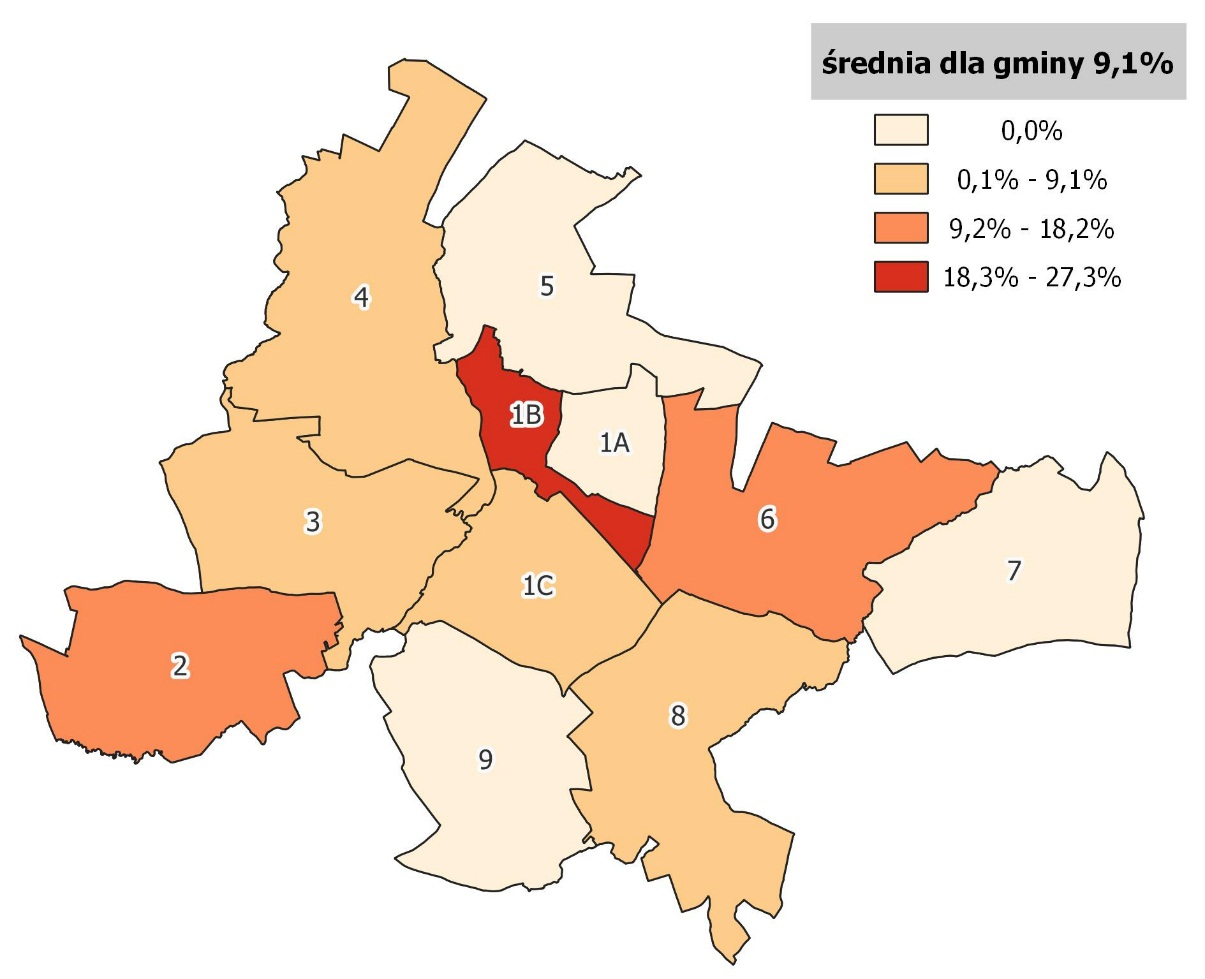 średnia dla gminy 9,1%
0,0%
0,1% - 9,1%
9,2% - 18,2%
18,3% - 27,3%
4
5
1B
1A
3
6
7
1C
2
8
9